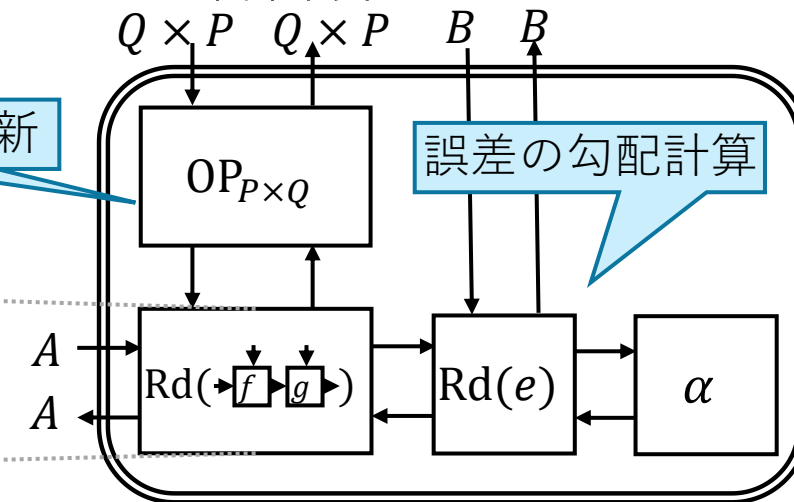 Q × P Q × P B B
新
誤差の勾配計算
OP_{P×Q}
A
Rd( f g )
Rd(e)
α
A